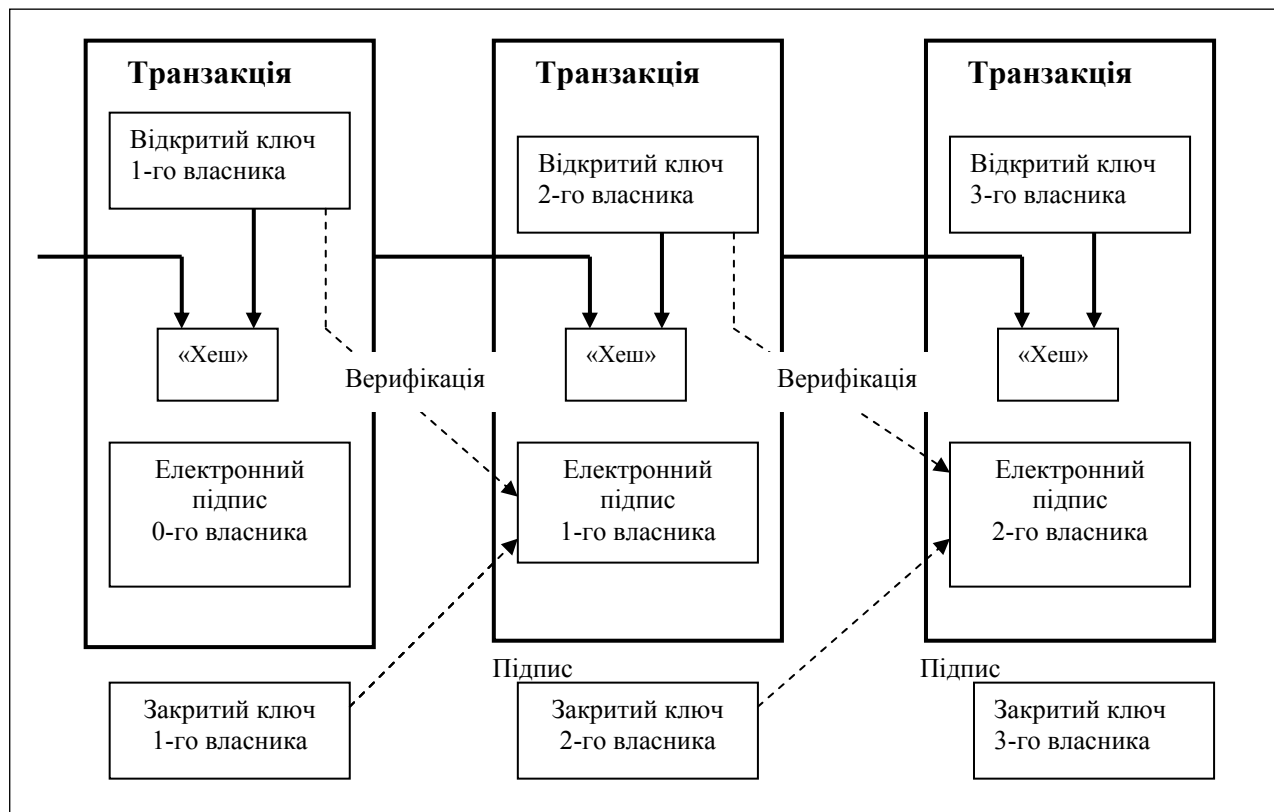 Транзакція
Транзакція
Транзакція
Відкритий ключ
1-го власника
Відкритий ключ
2-го власника
Відкритий ключ
3-го власника
«Хеш»
«Хеш»
«Хеш»
Верифікація
Верифікація
Електронний
підпис
0-го власника
Електронний
підпис
1-го власника
Електронний
підпис
2-го власника
Підпис
Підпис
Закритий ключ
1-го власника
Закритий ключ
2-го власника
Закритий ключ
3-го власника